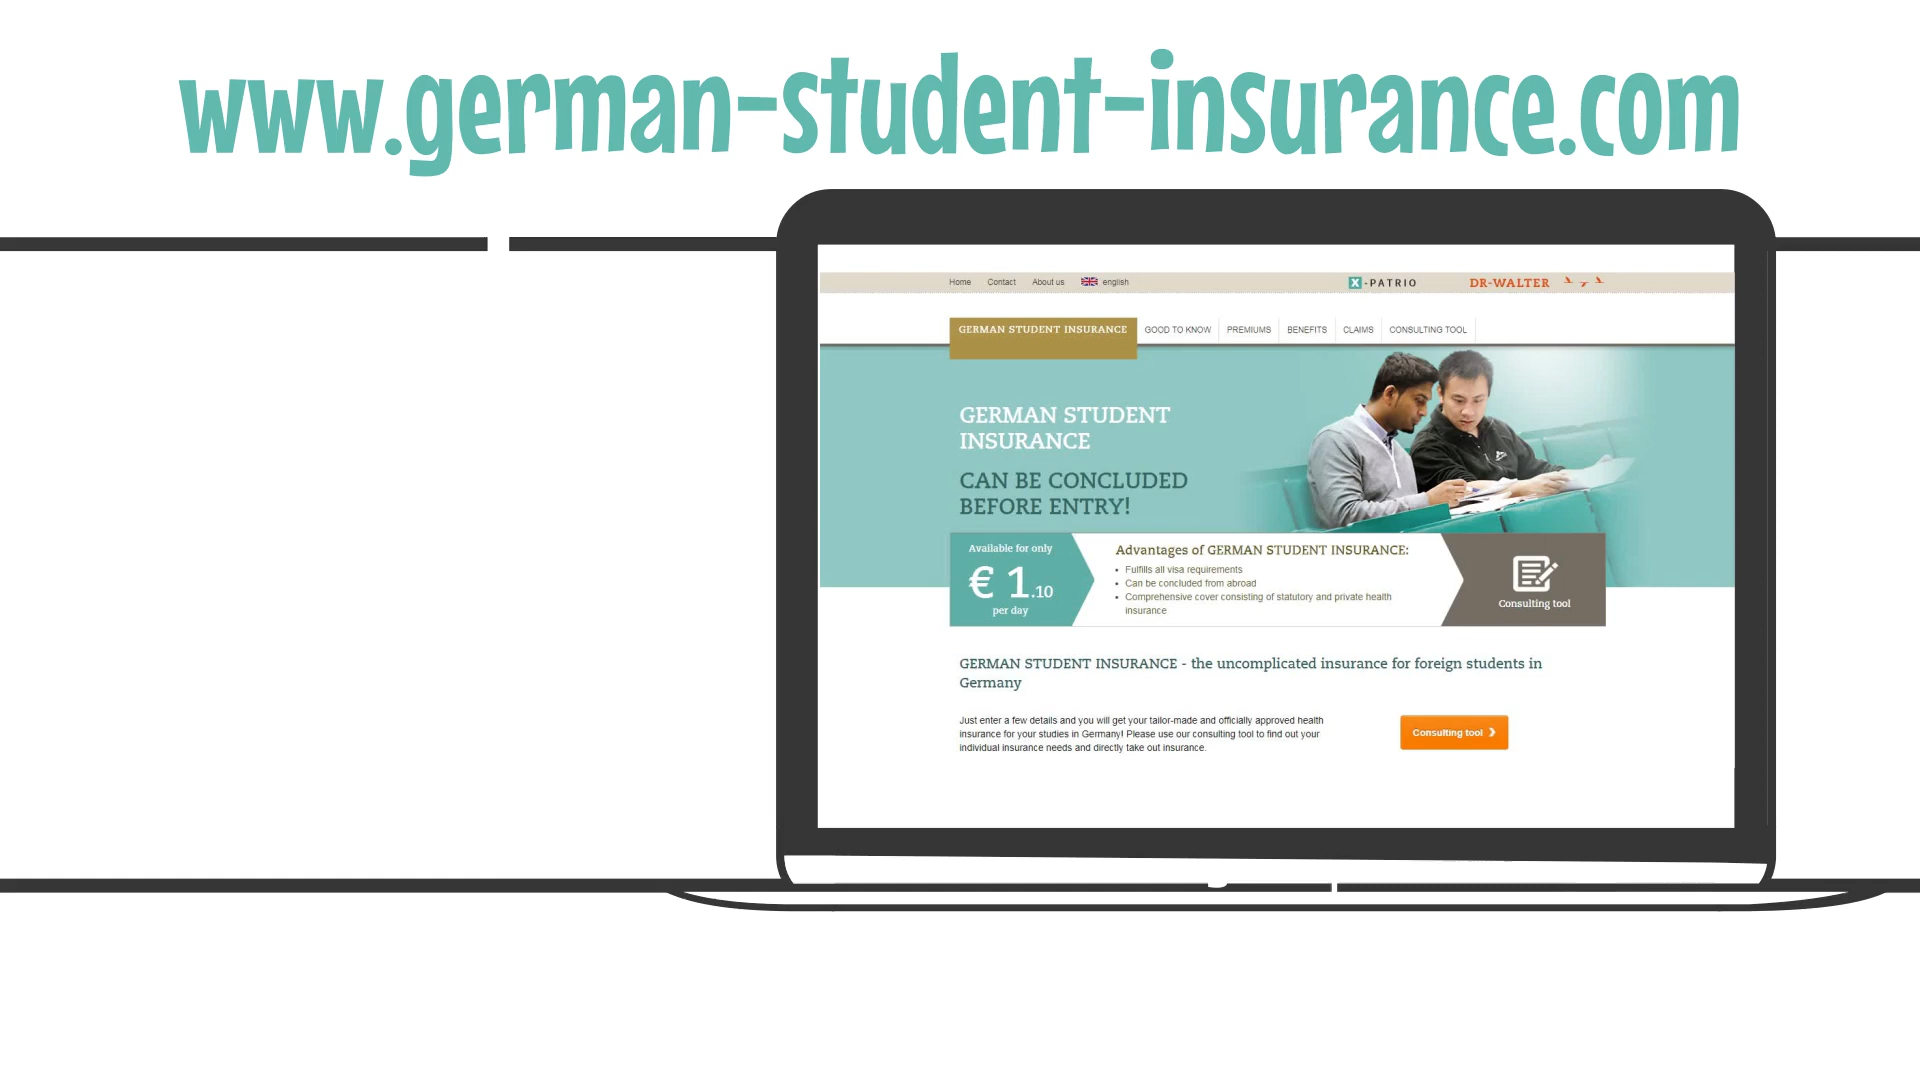 www.german-student-insurance.com
Home Contact About us english X-PATRIO DR-WALTER
GERMAN STUDENT INSURANCE GOOD TO KNOW PREMIUMS BENEFITS CLAIMS CONSULTING TOOL
GERMAN STUDENT
INSURANCE
CAN BE CONCLUDED
BEFORE ENTRY!
Available for only
€ 1.10
per day
Advantages of GERMAN STUDENT INSURANCE:
• Fulfills all visa requirements
• Can be concluded from abroad
• Comprehensive cover consisting of statutory and private health
insurance
Consulting tool
GERMAN STUDENT INSURANCE - the uncomplicated insurance for foreign students in
Germany
Just enter a few details and you will get your tailor-made and officially approved health
insurance for your studies in Germany! Please use our consulting tool to find out your
individual insurance needs and directly take out insurance.
Consulting tool